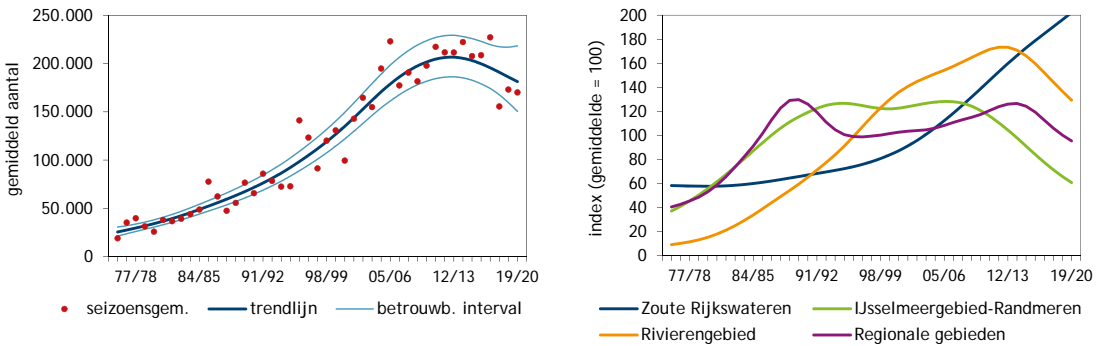 gemiddeld aantal
250.000
200.000
150.000
100.000
50.000
0
77/78 84/85 91/92 98/99 05/06 12/13 19/20
seizoensgem. trendlijn betrouwb. interval
index (gemiddelde = 100)
200
180
160
140
120
100
80
60
40
20
0
77/78 84/85 91/92 98/99 05/06 12/13 19/20
Zoute Rijkswateren IJsselmeergebied-Randmeren
Rivierengebied Regionale gebieden